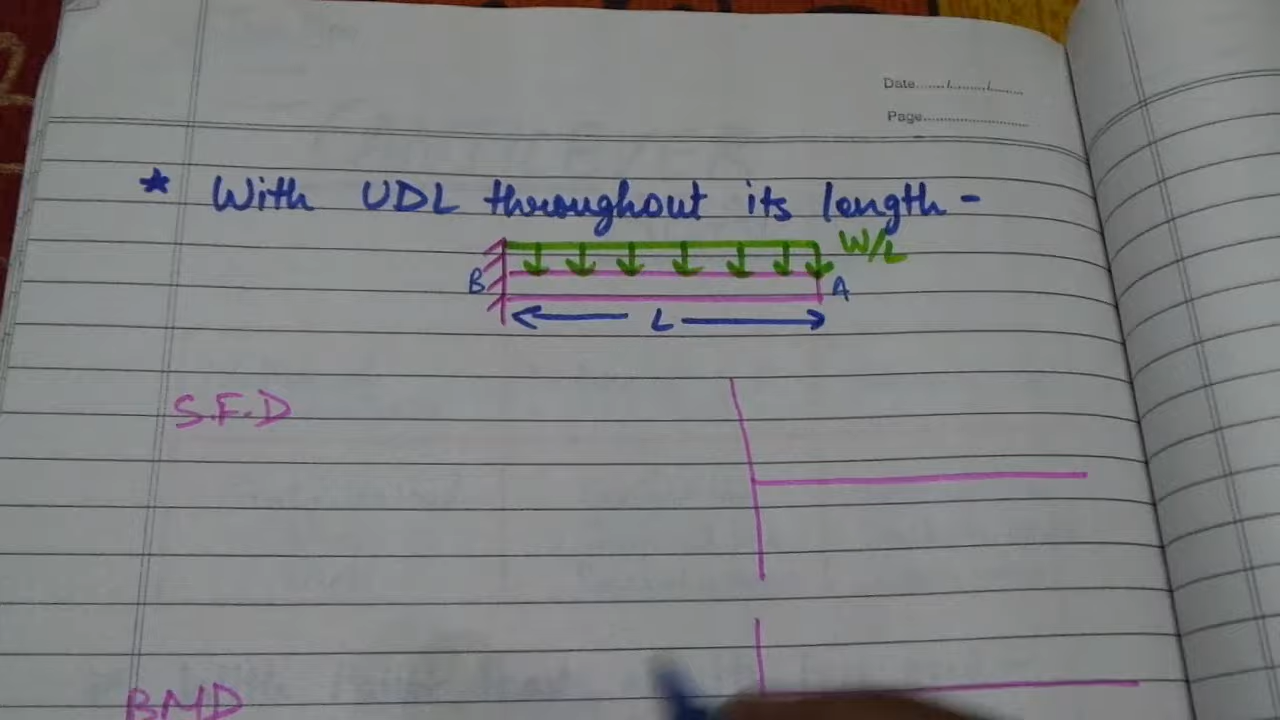 Date....../........./.......
Page........................
* With UDL throughout its length -
W/L
B
A
L
S.F.D
BMD